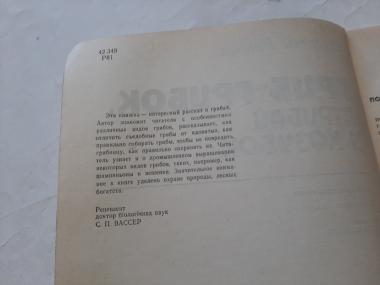 42.349
Р81
Эта книжка — интересный рассказ о грибах.
Автор знакомит читателя с особенностями
различных видов грибов, рассказывает, как
отличить съедобные грибы от ядовитых, как
правильно собирать грибы, чтобы не повредить
грибницу, как правильно сохранять их. Чита-
тель узнает и о промышленном выращивании
некоторых видов грибов, таких, например, как
шампиньоны и вешенка. Значительное внима-
ние в книге уделено охране природы, лесных
богатств.
Рецензент
доктор биологических наук
С. П. ВАССЕР